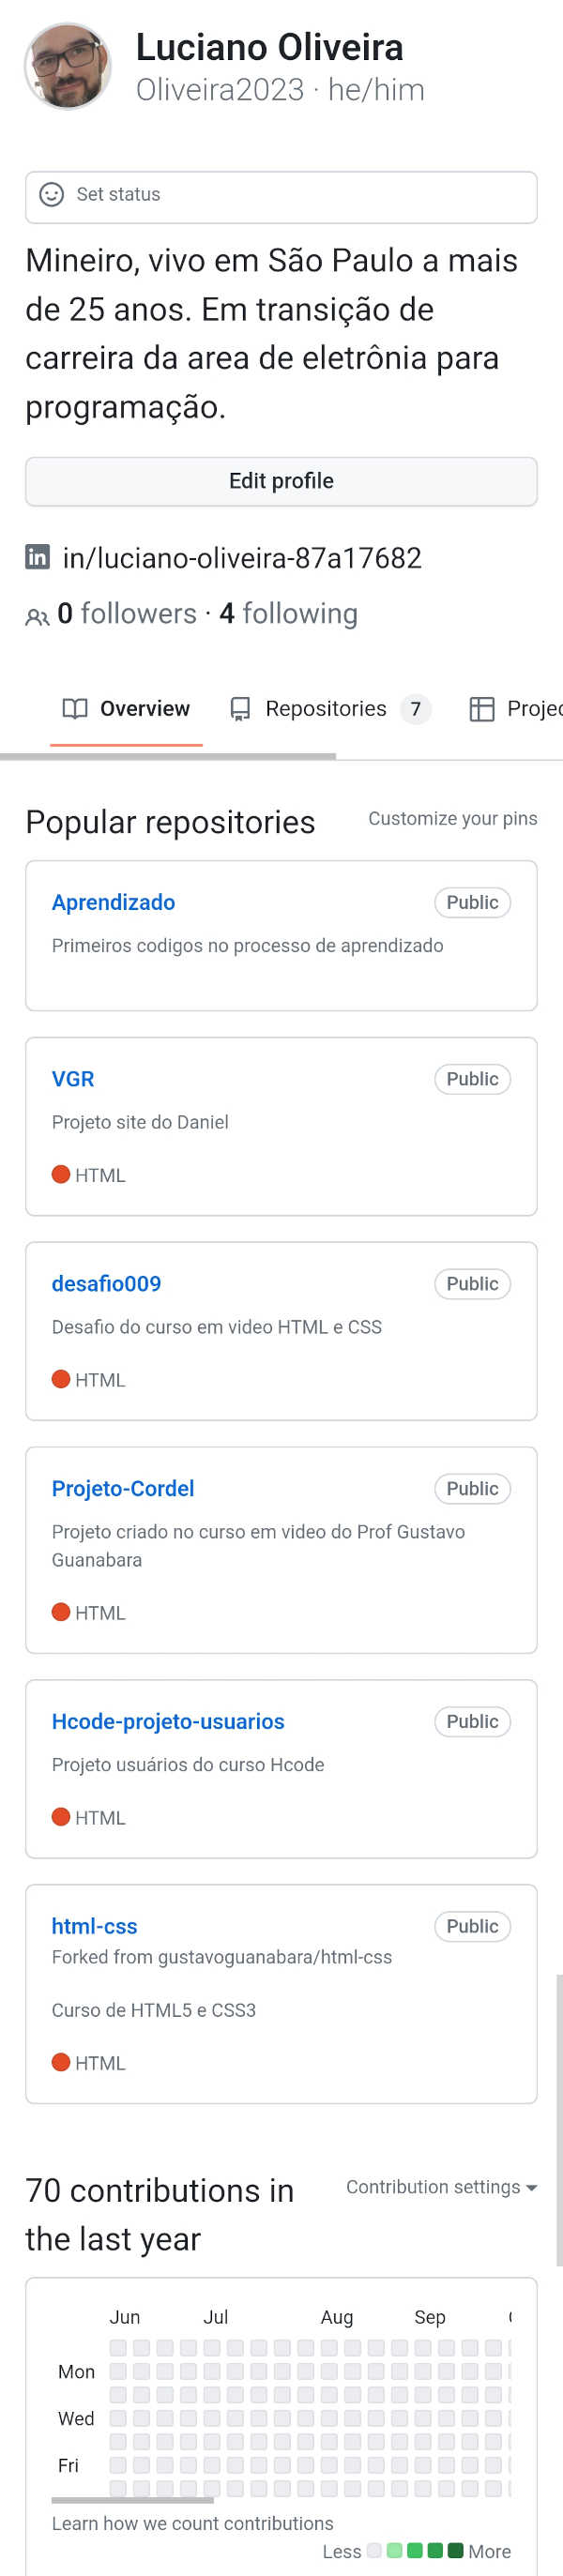 Luciano Oliveira
Oliveira2023 · he/him
Set status
Mineiro, vivo em São Paulo a mais
de 25 anos. Em transição de
carreira da area de eletrônia para
programação.
Edit profile
in/luciano-oliveira-87a17682
0 followers · 4 following
Overview Repositories 7 Projec
Popular repositories Customize your pins
Aprendizado Public
Primeiros codigos no processo de aprendizado
VGR Public
Projeto site do Daniel
HTML
desafio009 Public
Desafio do curso em video HTML e CSS
HTML
Projeto-Cordel Public
Projeto criado no curso em video do Prof Gustavo
Guanabara
HTML
Hcode-projeto-usuarios Public
Projeto usuários do curso Hcode
HTML
html-css Public
Forked from gustavoguanabara/html-css
Curso de HTML5 e CSS3
HTML
70 contributions in Contribution settings
the last year
Jun Jul Aug Sep
Mon
Wed
Fri
Learn how we count contributions
Less More